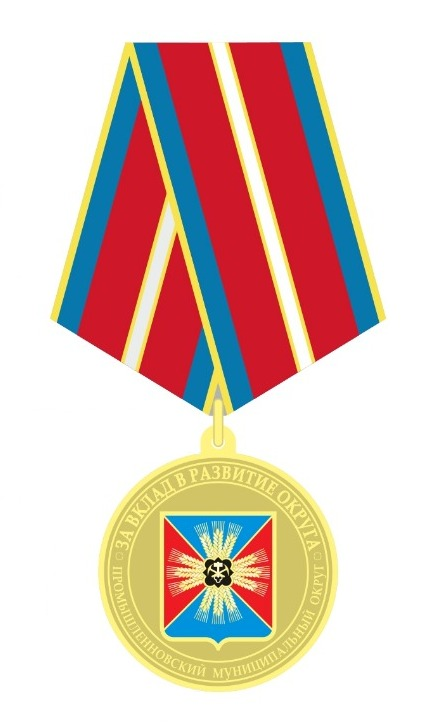 ЗА ВКЛАД В РАЗВИТИЕ ОКРУГА
ПРОМЫШЛЕННОВСКИЙ МУНИЦИПАЛЬНЫЙ ОКРУГ